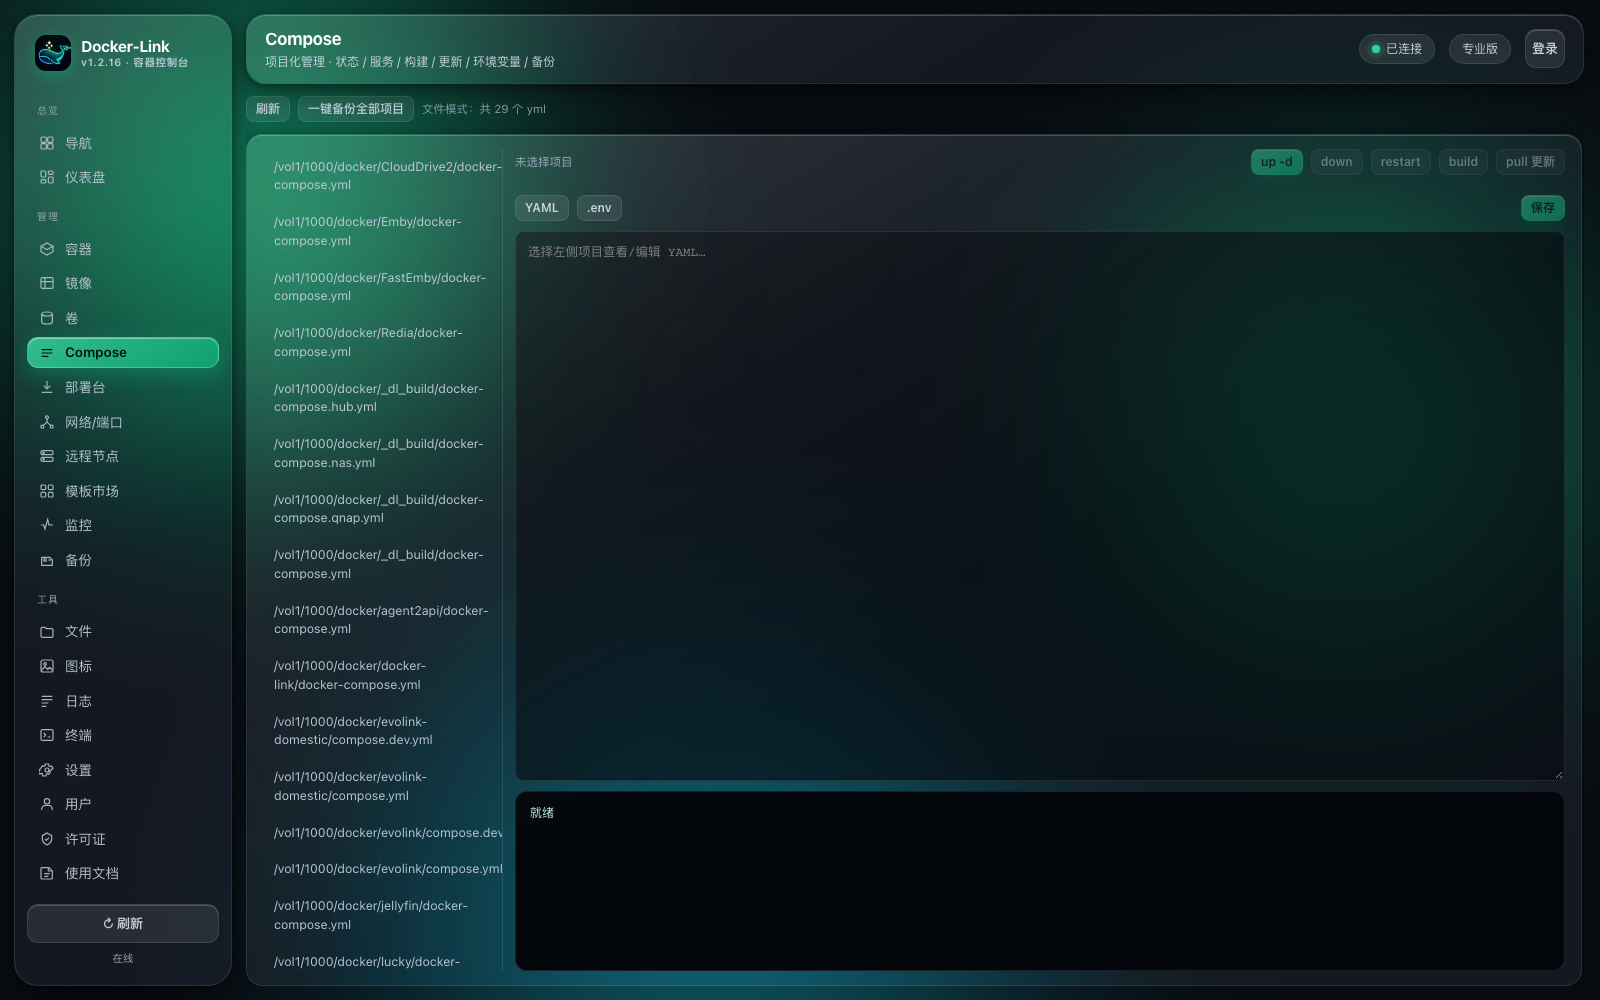 Docker-Link
v1.2.16 · 容器控制台
总览
导航
仪表盘
管理
容器
镜像
卷
Compose
部署台
网络/端口
远程节点
模板市场
监控
备份
工具
文件
图标
日志
终端
设置
用户
许可证
使用文档
↻ 刷新
在线
Compose
项目化管理 · 状态 / 服务 / 构建 / 更新 / 环境变量 / 备份
已连接
专业版
登录
刷新
一键备份全部项目
文件模式：共 29 个 yml
/vol1/1000/docker/CloudDrive2/docker-
compose.yml
/vol1/1000/docker/Emby/docker-
compose.yml
/vol1/1000/docker/FastEmby/docker-
compose.yml
/vol1/1000/docker/Redia/docker-
compose.yml
/vol1/1000/docker/_dl_build/docker-
compose.hub.yml
/vol1/1000/docker/_dl_build/docker-
compose.nas.yml
/vol1/1000/docker/_dl_build/docker-
compose.qnap.yml
/vol1/1000/docker/_dl_build/docker-
compose.yml
/vol1/1000/docker/agent2api/docker-
compose.yml
/vol1/1000/docker/docker-
link/docker-compose.yml
/vol1/1000/docker/evolink-
domestic/compose.dev.yml
/vol1/1000/docker/evolink-
domestic/compose.yml
/vol1/1000/docker/evolink/compose.dev
/vol1/1000/docker/evolink/compose.yml
/vol1/1000/docker/jellyfin/docker-
compose.yml
/vol1/1000/docker/lucky/docker-
未选择项目
up -d
down
restart
build
pull 更新
YAML
.env
保存
选择左侧项目查看/编辑 YAML…
就绪